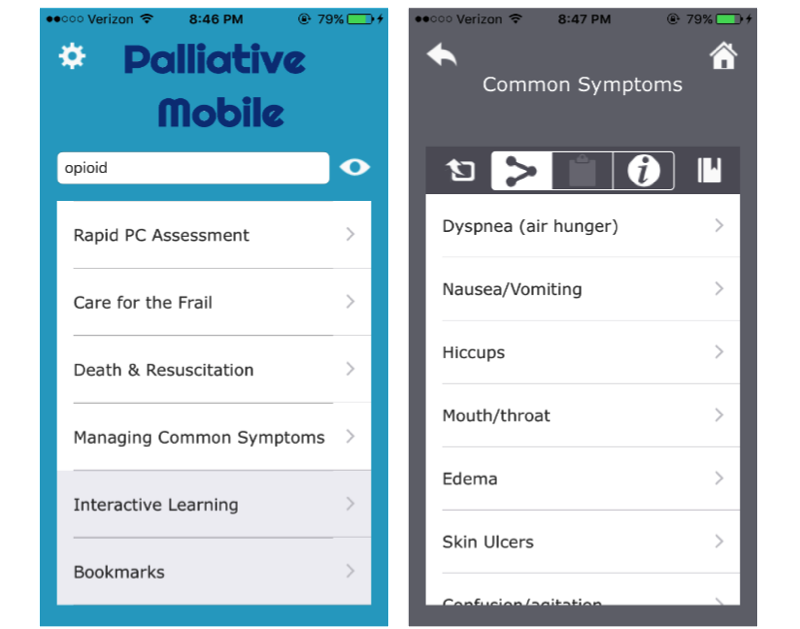 Verizon 8:46 PM 79%
Palliative
Mobile
opioid
Rapid PC Assessment
Care for the Frail
Death & Resuscitation
Managing Common Symptoms
Interactive Learning
Bookmarks
Verizon 8:47 PM 79%
Common Symptoms
i
Dyspnea (air hunger)
Nausea/Vomiting
Hiccups
Mouth/throat
Edema
Skin Ulcers
Confusion/agitation